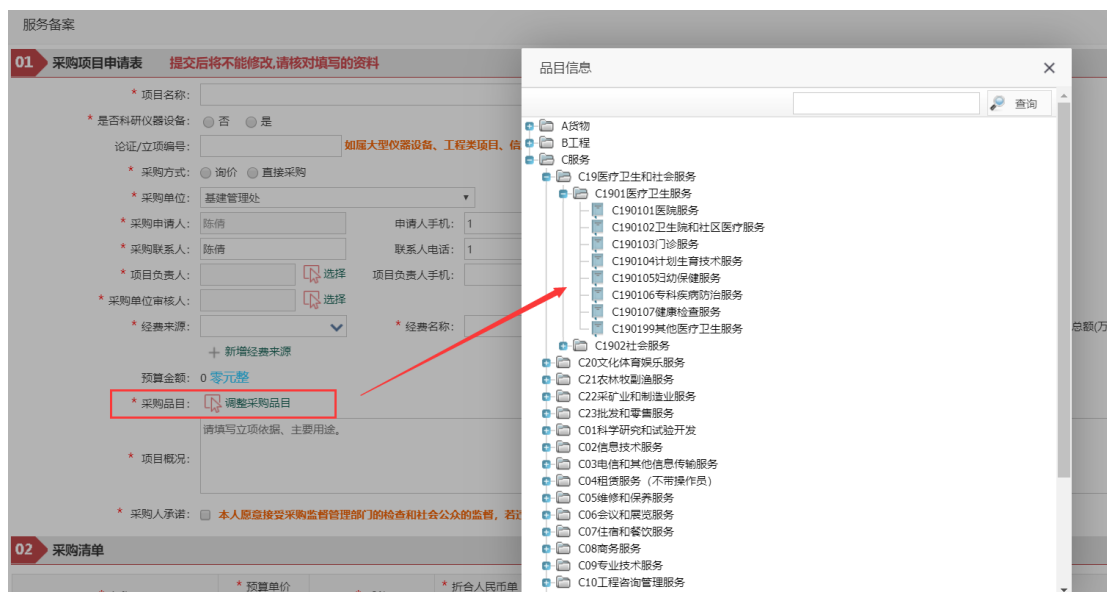 服务备案
01 采购项目申请表 提交后将不能修改,请核对填写的资料
* 项目名称:
* 是否科研仪器设备: 否 是
论证/立项编号: 如属大型仪器设备、工程类项目、信
* 采购方式: 询价 直接采购
* 采购单位: 基建管理处
* 采购申请人: 陈倩 申请人手机: 1
* 采购联系人: 陈倩 联系人电话: 1
* 项目负责人: 选择 项目负责人手机:
* 采购单位审核人: 选择
* 经费来源: * 经费名称: 总额(万
新增经费来源
预算金额: 0 零元整
* 采购品目: 调整采购品目
请填写立项依据、主要用途。
* 项目概况:
* 采购人承诺: 本人愿意接受采购监督管理部门的检查和社会公众的监督，若
02 采购清单
* 预算单价
* 折合人民币单
品目信息
查询
A货物
B工程
C服务
C19医疗卫生和社会服务
C1901医疗卫生服务
C190101医院服务
C190102卫生院和社区医疗服务
C190103门诊服务
C190104计划生育技术服务
C190105妇幼保健服务
C190106专科疾病防治服务
C190107健康检查服务
C190199其他医疗卫生服务
C1902社会服务
C20文化体育娱乐服务
C21农林牧副渔服务
C22采矿业和制造业服务
C23批发和零售服务
C01科学研究和试验开发
C02信息技术服务
C03电信和其他信息传输服务
C04租赁服务（不带操作员）
C05维修和保养服务
C06会议和展览服务
C07住宿和餐饮服务
C08商务服务
C09专业技术服务
C10工程咨询管理服务